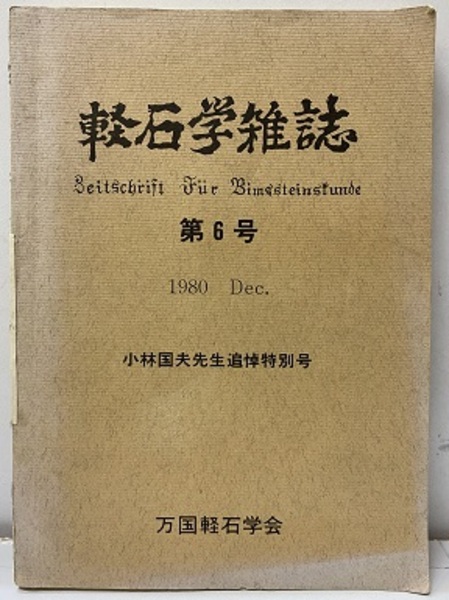 軽石学雑誌
Zeitschrift Für Bimssteinskunde
第6号
1980 Dec.
小林国夫先生追悼特別号
万国軽石学会